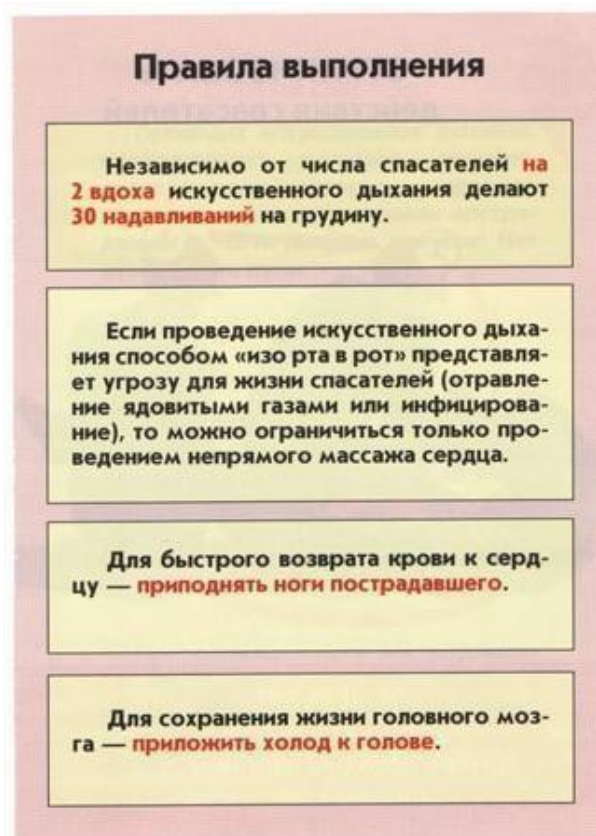 Правила выполнения
Независимо от числа спасателей на
2 вдоха искусственного дыхания делают
30 надавливаний на грудину.
Если проведение искусственного дыха-
ния способом «изо рта в рот» представля-
ет угрозу для жизни спасателей (отравле-
ние ядовитыми газами или инфицирова-
ние), то можно ограничиться только про-
ведением непрямого массажа сердца.
Для быстрого возврата крови к серд-
цу — приподнять ноги пострадавшего.
Для сохранения жизни головного моз-
га — приложить холод к голове.